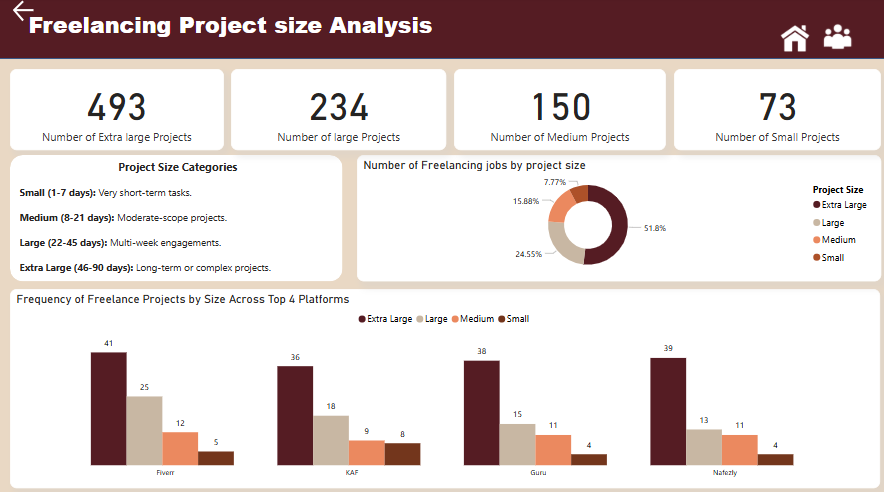 Freelancing Project size Analysis
493
Number of Extra large Projects
234
Number of large Projects
150
Number of Medium Projects
73
Number of Small Projects
Project Size Categories
Small (1-7 days): Very short-term tasks.
Medium (8-21 days): Moderate-scope projects.
Large (22-45 days): Multi-week engagements.
Extra Large (46-90 days): Long-term or complex projects.
Number of Freelancing jobs by project size
7.77%
15.88%
24.55%
51.8%
Project Size
Extra Large
Large
Medium
Small
Frequency of Freelance Projects by Size Across Top 4 Platforms
Extra Large Large Medium Small
41
25
12
5
36
18
9
8
38
15
11
4
39
13
11
4
Fiverr
KAF
Guru
Nafezly